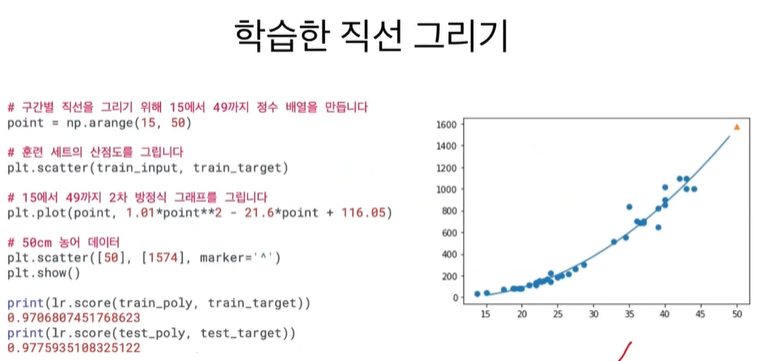 학습한 직선 그리기
# 구간별 직선을 그리기 위해 15에서 49까지 정수 배열을 만듭니다
point = np.arange(15, 50)
# 훈련 세트의 산점도를 그립니다
plt.scatter(train_input, train_target)
# 15에서 49까지 2차 방정식 그래프를 그립니다
plt.plot(point, 1.01*point**2 - 21.6*point + 116.05)
# 50cm 농어 데이터
plt.scatter([50], [1574], marker='^')
plt.show()
print(lr.score(train_poly, train_target))
0.9706807451768623
print(lr.score(test_poly, test_target))
0.9775935108325122
1600
1400
1200
1000
800
600
400
200
0
15 20 25 30 35 40 45 50